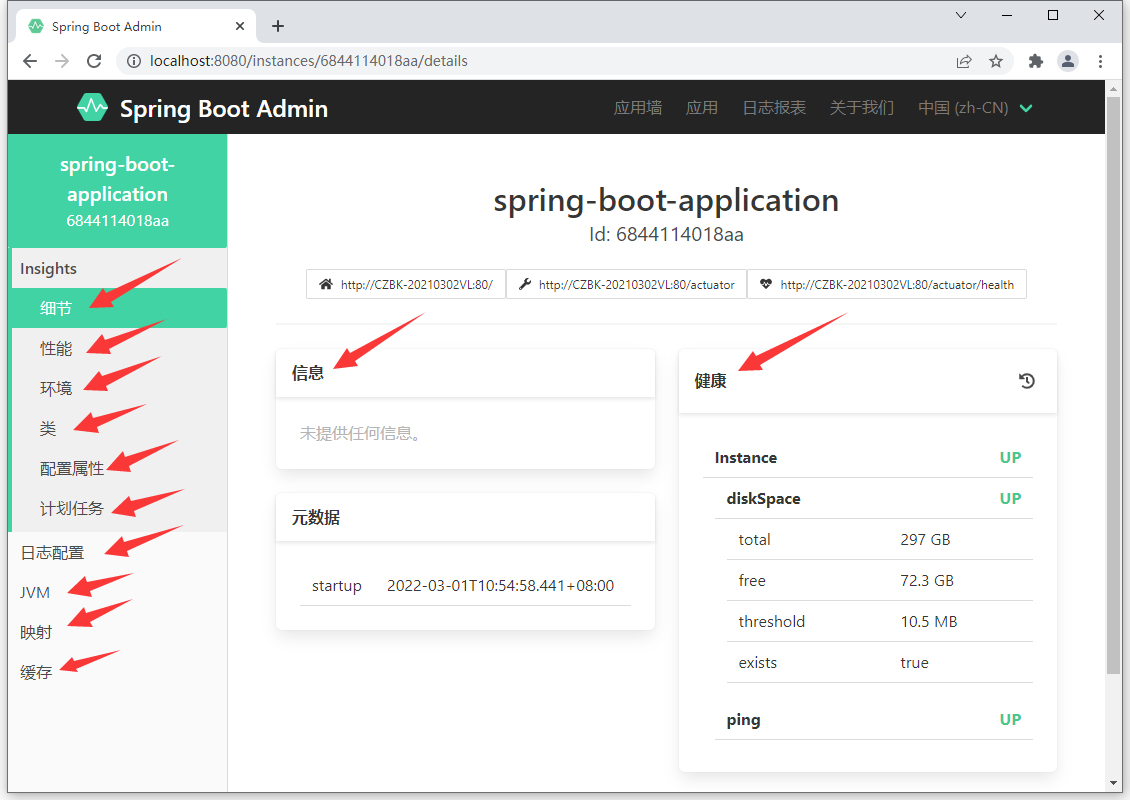 Spring Boot Admin
localhost:8080/instances/6844114018aa/details
Spring Boot Admin
应用墙
应用
日志报表
关于我们
中国 (zh-CN)
spring-boot-
application
6844114018aa
Insights
细节
性能
环境
类
配置属性
计划任务
日志配置
JVM
映射
缓存
spring-boot-application
Id: 6844114018aa
http://CZBK-20210302VL:80/
http://CZBK-20210302VL:80/actuator
http://CZBK-20210302VL:80/actuator/health
信息
未提供任何信息。
元数据
startup 2022-03-01T10:54:58.441+08:00
健康
Instance UP
diskSpace UP
total 297 GB
free 72.3 GB
threshold 10.5 MB
exists true
ping UP